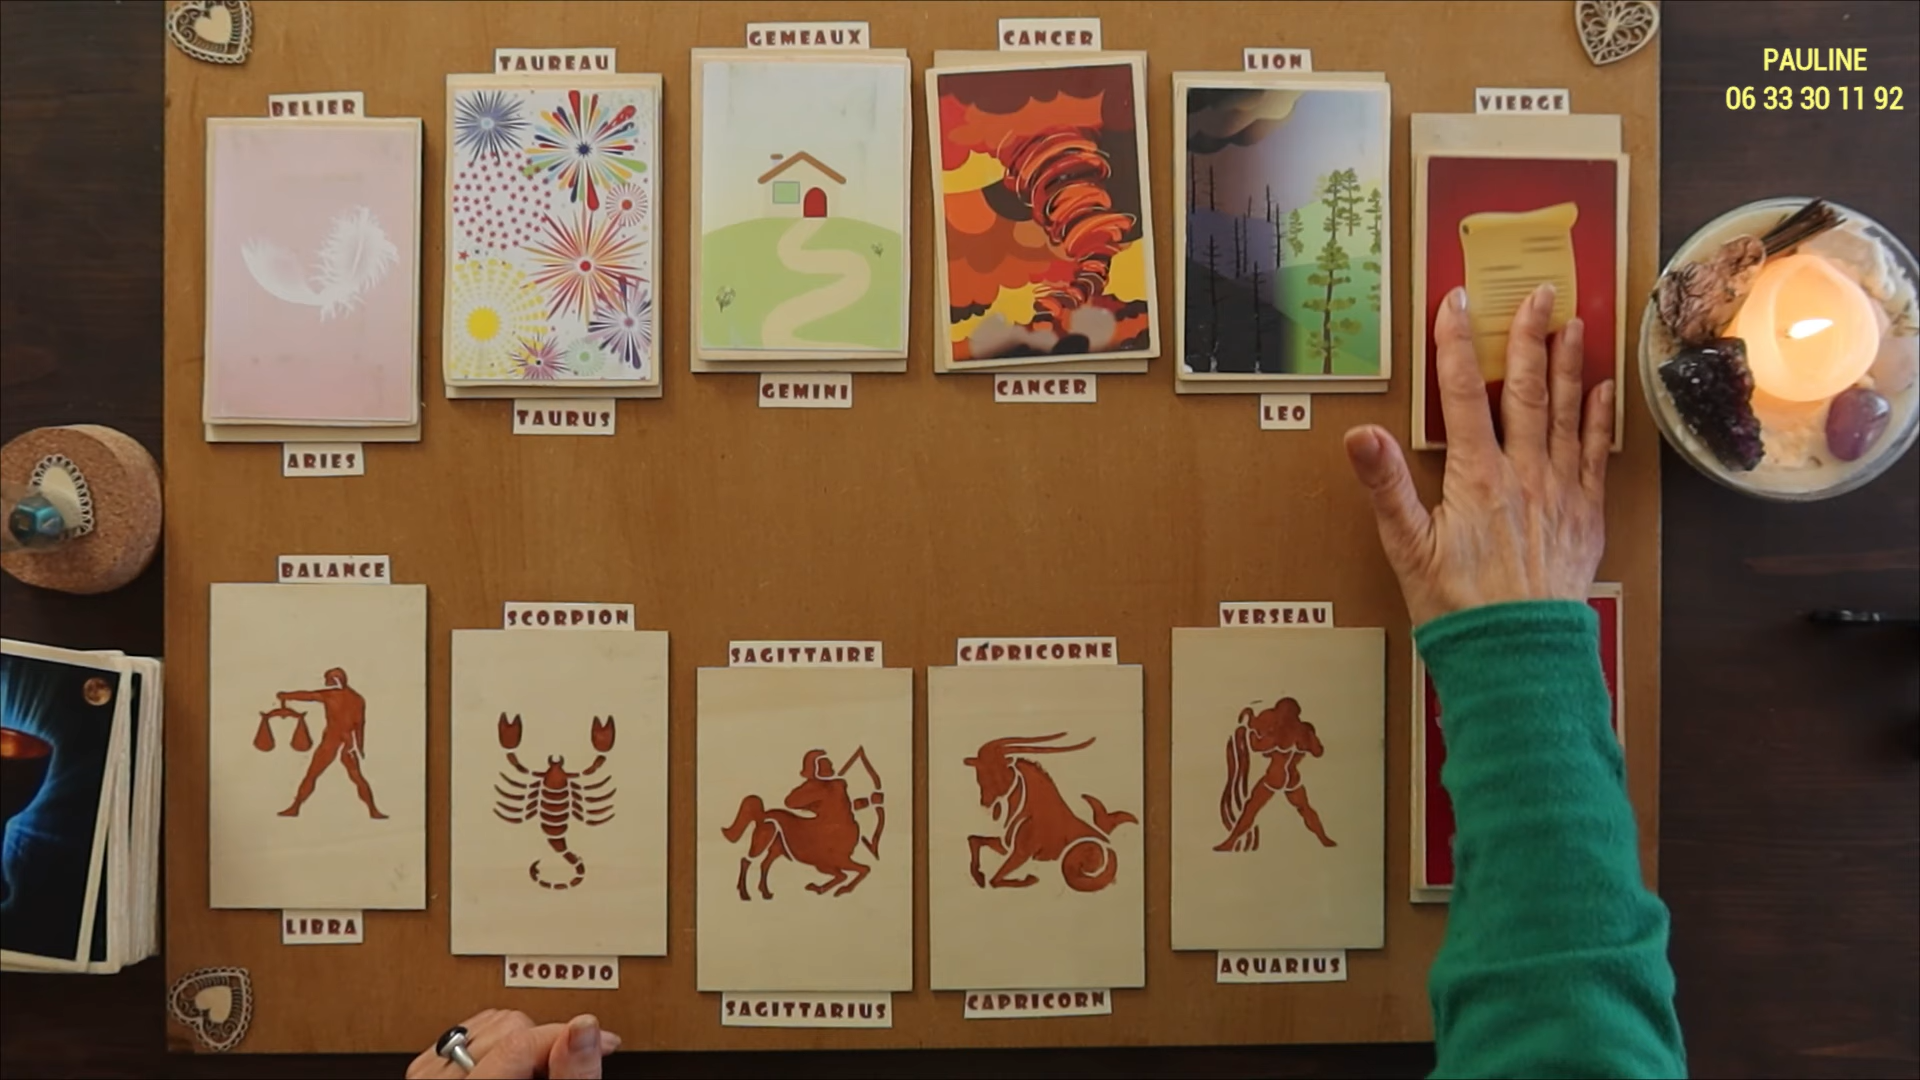 PAULINE
06 33 30 11 92
BELIER
TAUREAU
GEMEAUX
CANCER
LION
VIERGE
ARIES
TAURUS
GEMINI
CANCER
LEO
BALANCE
SCORPION
SAGITTAIRE
CAPRICORNE
VERSEAU
LIBRA
SCORPIO
SAGITTARIUS
CAPRICORN
AQUARIUS